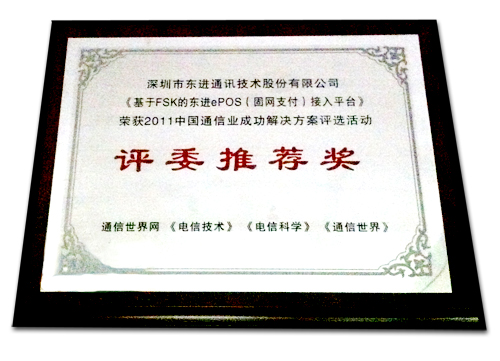 深圳市东进通讯技术股份有限公司
《基于FSK的东进ePOS（固网支付）接入平台》
荣获2011中国通信业成功解决方案评选活动
评委推荐奖
通信世界网 《电信技术》 《电信科学》 《通信世界》